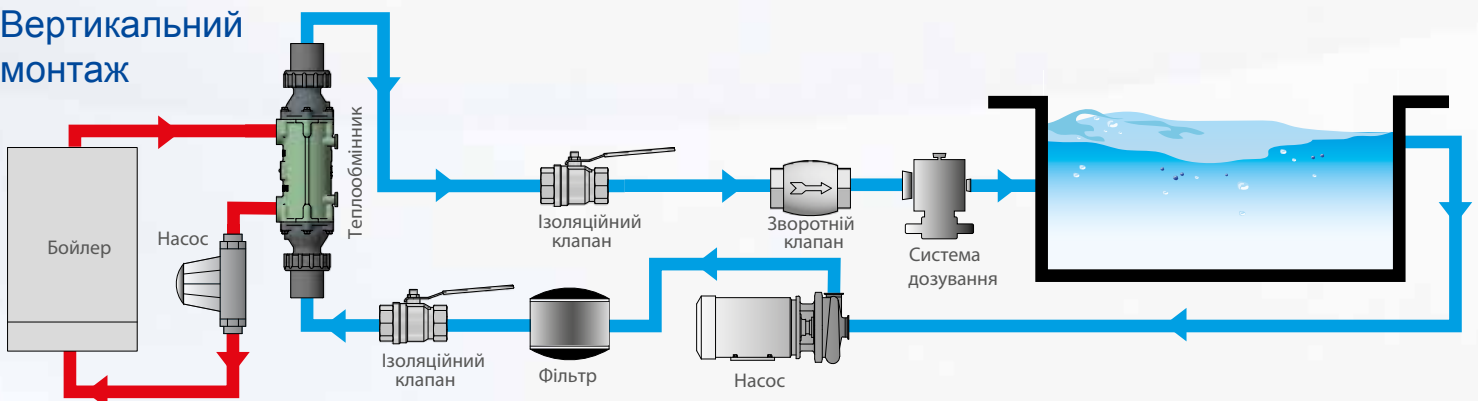 Вертикальний
монтаж
Теплообмінник
Бойлер
Насос
Ізоляційний
клапан
Зворотній
клапан
Система
дозування
Ізоляційний
клапан
Фільтр
Насос